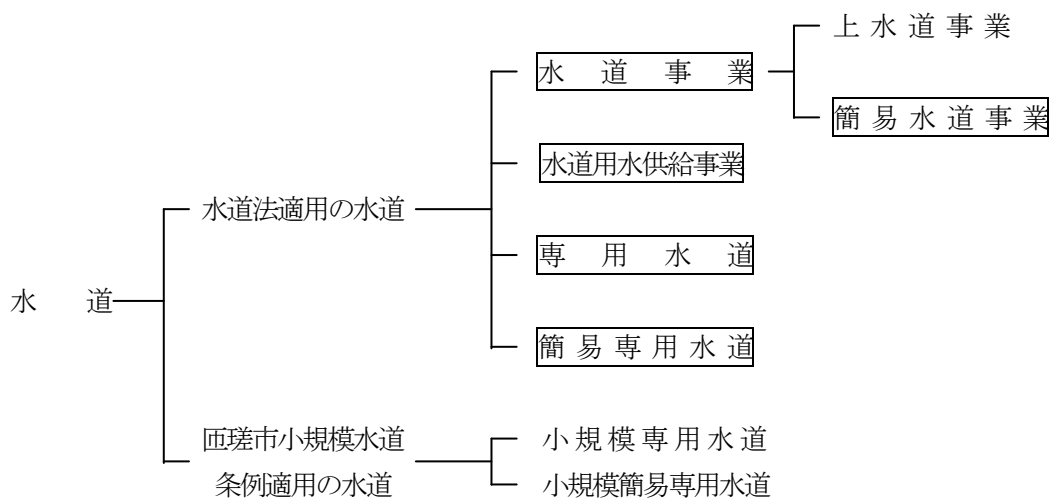 上水道事業
水道事業
簡易水道事業
水道用水供給事業
水道法適用の水道
専用水道
水道
簡易専用水道
匝瑳市小規模水道
条例適用の水道
小規模専用水道
小規模簡易専用水道